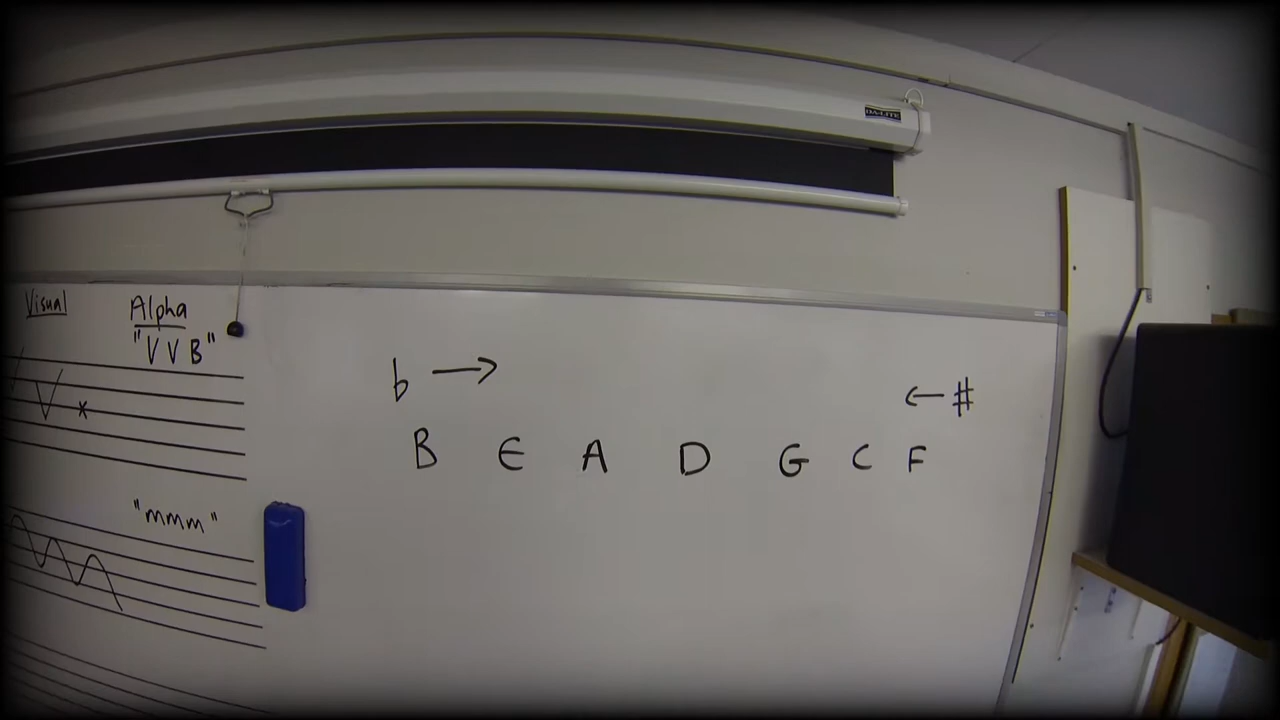 DA-LITE
Visual Alpha
"V V B"
"mmm"
b → ← #
B E A D G C F